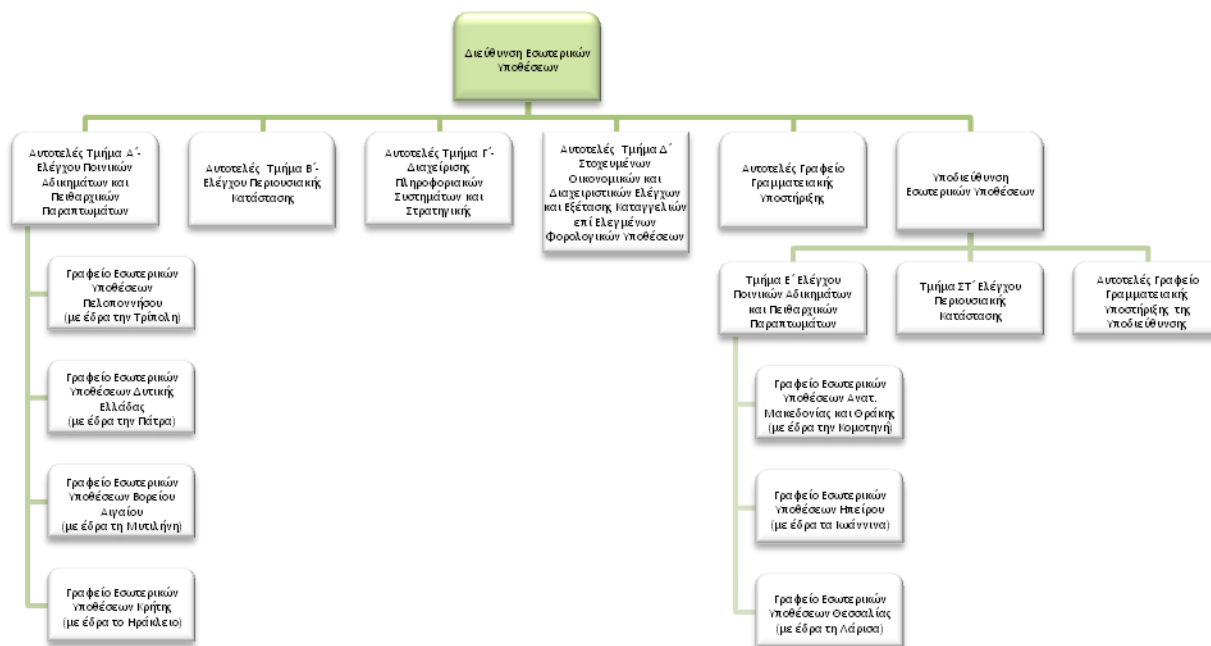 Διεύθυνση Εσωτερικών
Υποθέσεων
Αυτοτελές Τμήμα Α΄-
Ελέγχου Ποινικών
Αδικημάτων και
Πειθαρχικών
Παραπτωμάτων
Αυτοτελές Τμήμα Β΄-
Ελέγχου Περιουσιακής
Κατάστασης
Αυτοτελές Τμήμα Γ΄-
Διαχείρισης
Πληροφοριακών
Συστημάτων και
Στρατηγικής
Αυτοτελές Τμήμα Δ΄
Στοχευμένων
Οικονομικών και
Διαχειριστικών Ελέγχων
και Εξέτασης Καταγγελιών
επί Ελεγμένων
Φορολογικών Υποθέσεων
Αυτοτελές Γραφείο
Γραμματειακής
Υποστήριξης
Υποδιεύθυνση
Εσωτερικών Υποθέσεων
Γραφείο Εσωτερικών
Υποθέσεων
Πελοποννήσου
(με έδρα την Τρίπολη)
Γραφείο Εσωτερικών
Υποθέσεων Δυτικής
Ελλάδας
(με έδρα την Πάτρα)
Γραφείο Εσωτερικών
Υποθέσεων Βορείου
Αιγαίου
(με έδρα τη Μυτιλήνη)
Γραφείο Εσωτερικών
Υποθέσεων Κρήτης
(με έδρα το Ηράκλειο)
Τμήμα Ε΄ Ελέγχου
Ποινικών Αδικημάτων
και Πειθαρχικών
Παραπτωμάτων
Τμήμα ΣΤ΄ Ελέγχου
Περιουσιακής
Κατάστασης
Αυτοτελές Γραφείο
Γραμματειακής
Υποστήριξης της
Υποδιεύθυνσης
Γραφείο Εσωτερικών
Υποθέσεων Ανατ.
Μακεδονίας και Θράκης
(με έδρα την Κομοτηνή)
Γραφείο Εσωτερικών
Υποθέσεων Ηπείρου
(με έδρα τα Ιωάννινα)
Γραφείο Εσωτερικών
Υποθέσεων Θεσσαλίας
(με έδρα τη Λάρισα)